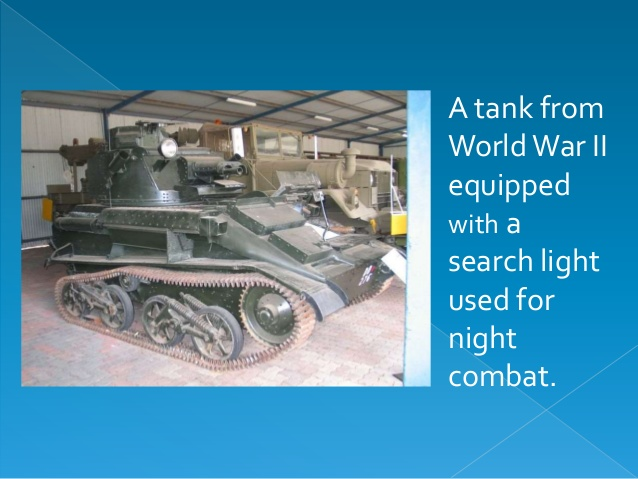 A tank from
World War II
equipped
with a
search light
used for
night
combat.